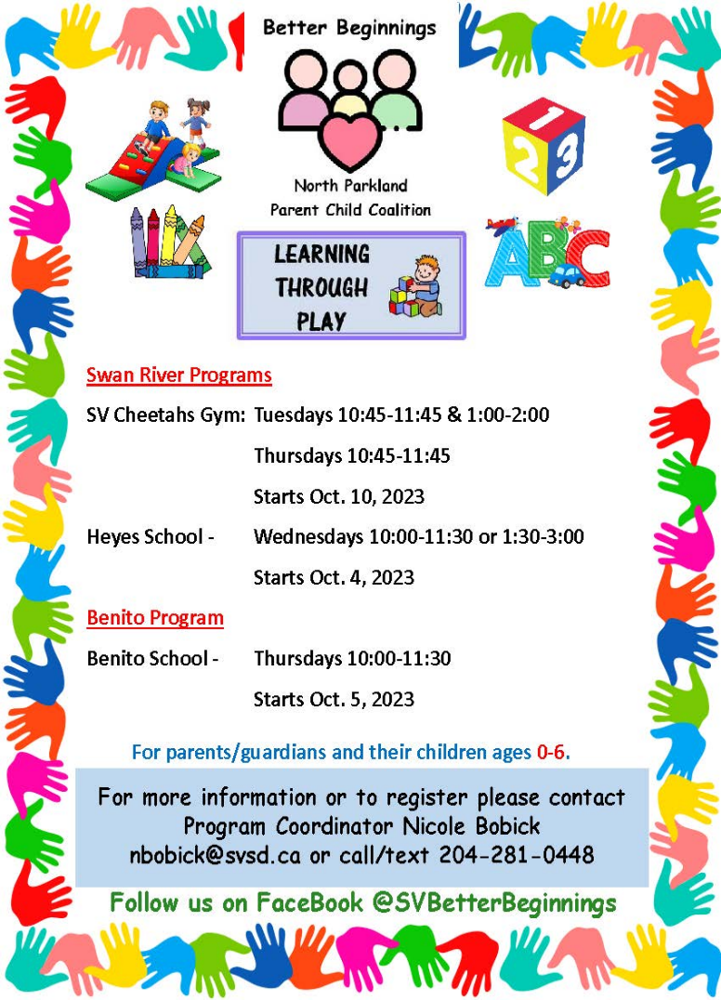 Better Beginnings
North Parkland
Parent Child Coalition
1
2
3
ABC
LEARNING
THROUGH
PLAY
Swan River Programs
SV Cheetahs Gym: Tuesdays 10:45-11:45 & 1:00-2:00
Thursdays 10:45-11:45
Starts Oct. 10, 2023
Heyes School - Wednesdays 10:00-11:30 or 1:30-3:00
Starts Oct. 4, 2023
Benito Program
Benito School - Thursdays 10:00-11:30
Starts Oct. 5, 2023
For parents/guardians and their children ages 0-6.
For more information or to register please contact
Program Coordinator Nicole Bobick
nbobick@svsd.ca or call/text 204-281-0448
Follow us on FaceBook @SVBetterBeginnings